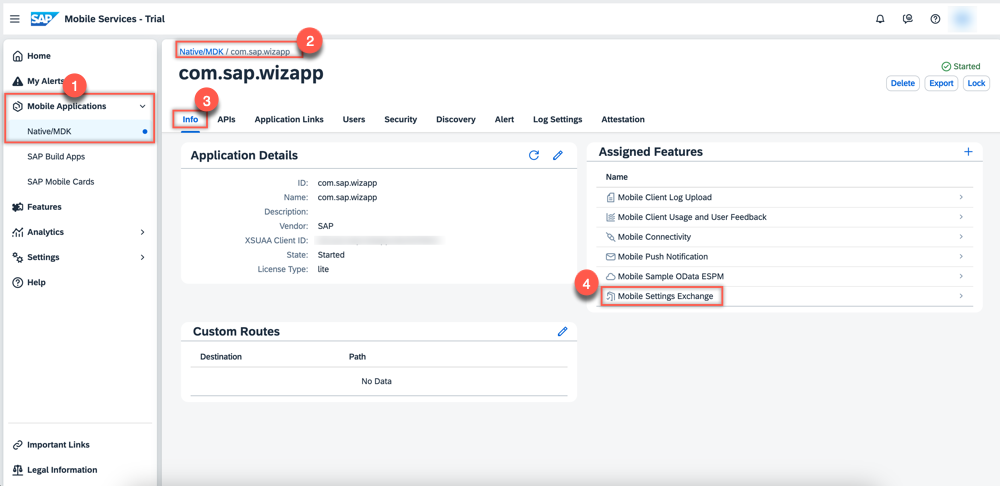 SAP Mobile Services - Trial
Home
My Alerts
1
Mobile Applications
Native/MDK
SAP Build Apps
SAP Mobile Cards
Features
Analytics
Settings
Help
Important Links
Legal Information
Native/MDK / com.sap.wizapp
2
com.sap.wizapp
Started
Delete Export Lock
3
Info APIs Application Links Users Security Discovery Alert Log Settings Attestation
Application Details
ID: com.sap.wizapp
Name: com.sap.wizapp
Description:
Vendor: SAP
XSUAA Client ID:
State: Started
License Type: lite
Custom Routes
Destination Path
No Data
Assigned Features
Name
Mobile Client Log Upload
Mobile Client Usage and User Feedback
Mobile Connectivity
Mobile Push Notification
Mobile Sample OData ESPM
4
Mobile Settings Exchange